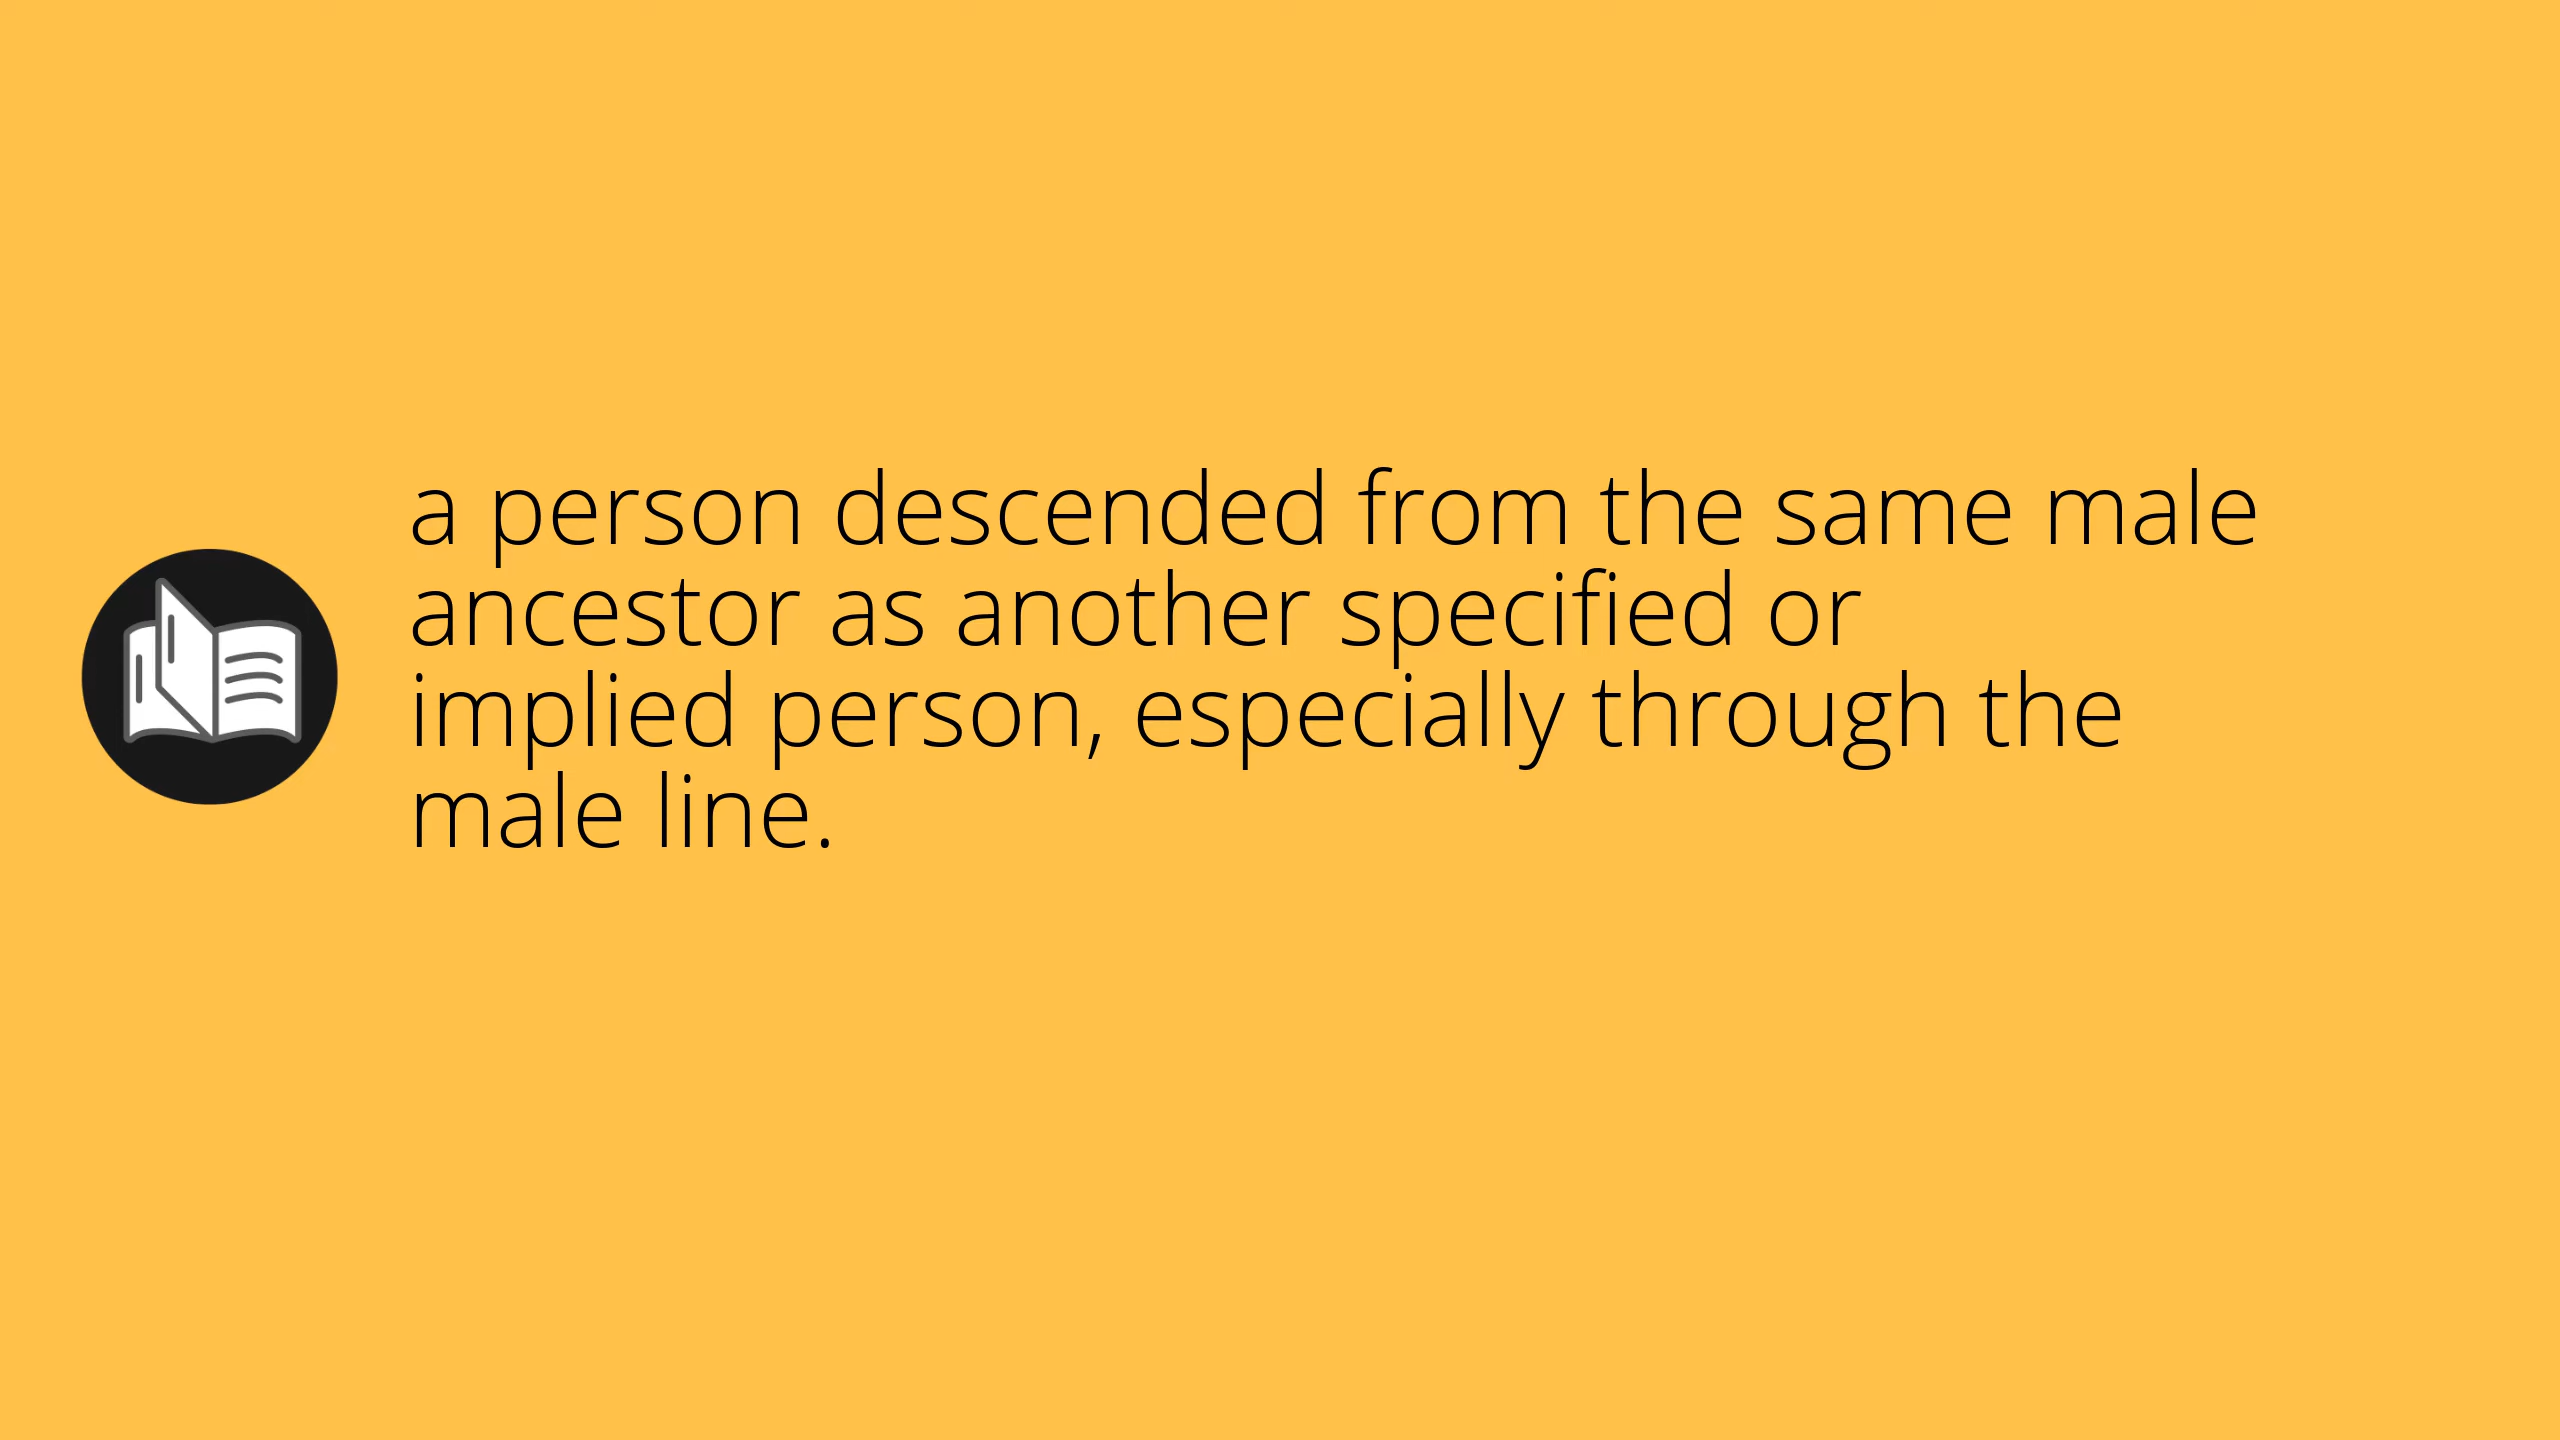 a person descended from the same male
ancestor as another specified or
implied person, especially through the
male line.